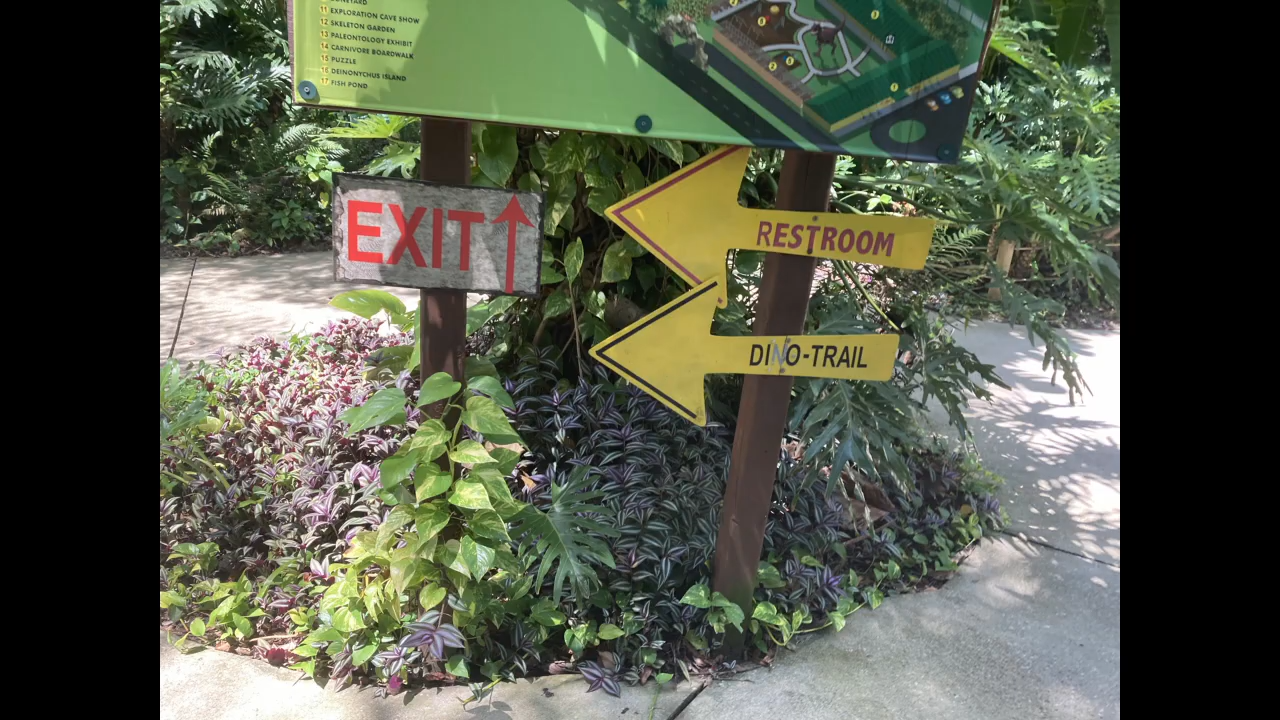 11 EXPLORATION CAVE SHOW
12 SKELETON GARDEN
13 PALEONTOLOGY EXHIBIT
14 CARNIVORE BOARDWALK
15 PUZZLE
16 DEINONYCHUS ISLAND
17 FISH POND
EXIT
RESTROOM
DINO-TRAIL